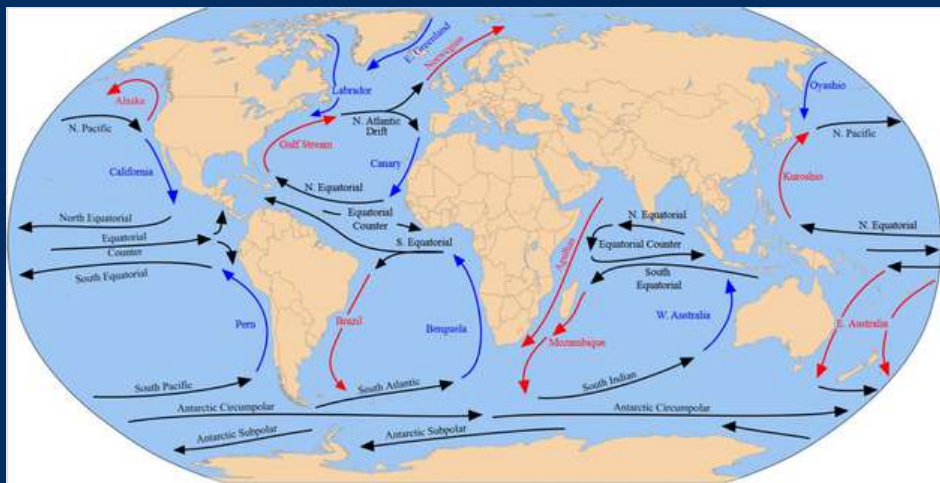 E. Greenland
Norwegian
Labrador
Oyashio
Alaska
N. Pacific
N. Atlantic
Drift
N. Pacific
Gulf Stream
California
Canary
Kuroshio
N. Equatorial
North Equatorial
Equatorial
Counter
N. Equatorial
N. Equatorial
Equatorial
Counter
S. Equatorial
Equatorial Counter
South Equatorial
Agulhas
South
Equatorial
Peru
Brazil
Benguela
W. Australia
E. Australia
Mozambique
South Pacific
South Atlantic
South Indian
Antarctic Circumpolar
Antarctic Circumpolar
Antarctic Subpolar
Antarctic Subpolar